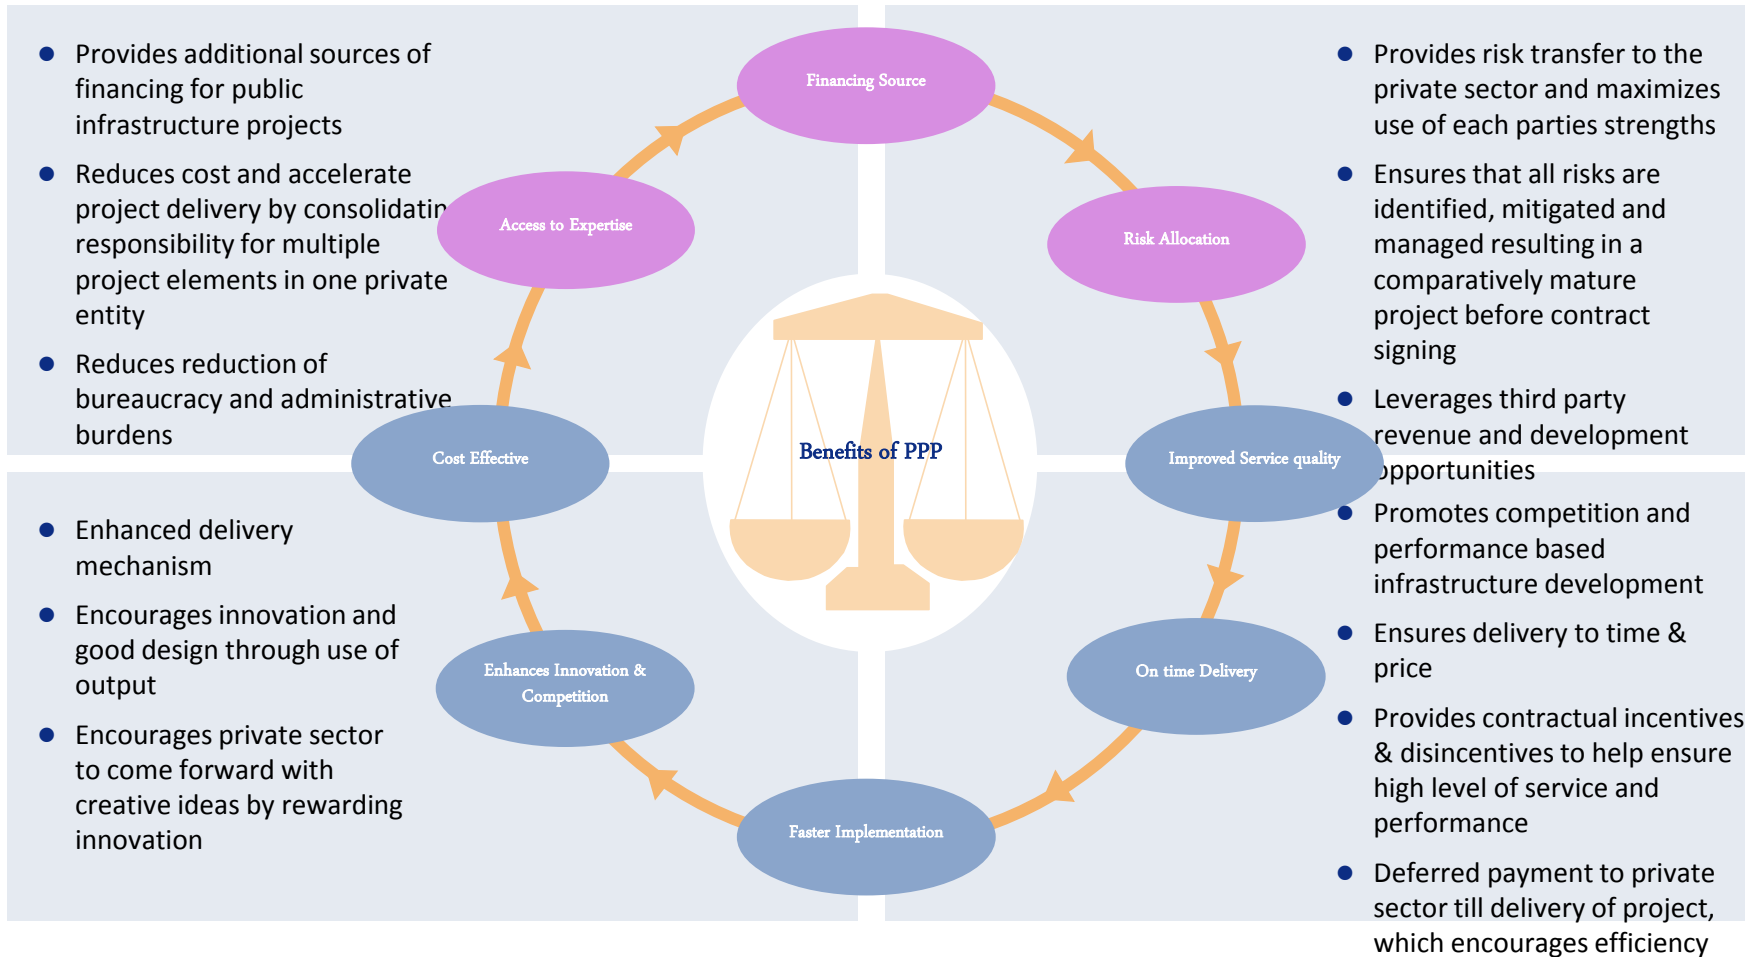 Provides additional sources of
financing for public
infrastructure projects
Reduces cost and accelerate
project delivery by consolidatin
responsibility for multiple
project elements in one private
entity
Reduces reduction of
bureaucracy and administrative
burdens
Financing Source
Access to Expertise
Risk Allocation
Cost Effective
Benefits of PPP
Improved Service quality
Enhances Innovation &
Competition
On time Delivery
Faster Implementation
Provides risk transfer to the
private sector and maximizes
use of each parties strengths
Ensures that all risks are
identified, mitigated and
managed resulting in a
comparatively mature
project before contract
signing
Leverages third party
revenue and development
opportunities
Enhanced delivery
mechanism
Encourages innovation and
good design through use of
output
Encourages private sector
to come forward with
creative ideas by rewarding
innovation
Promotes competition and
performance based
infrastructure development
Ensures delivery to time &
price
Provides contractual incentives
& disincentives to help ensure
high level of service and
performance
Deferred payment to private
sector till delivery of project,
which encourages efficiency